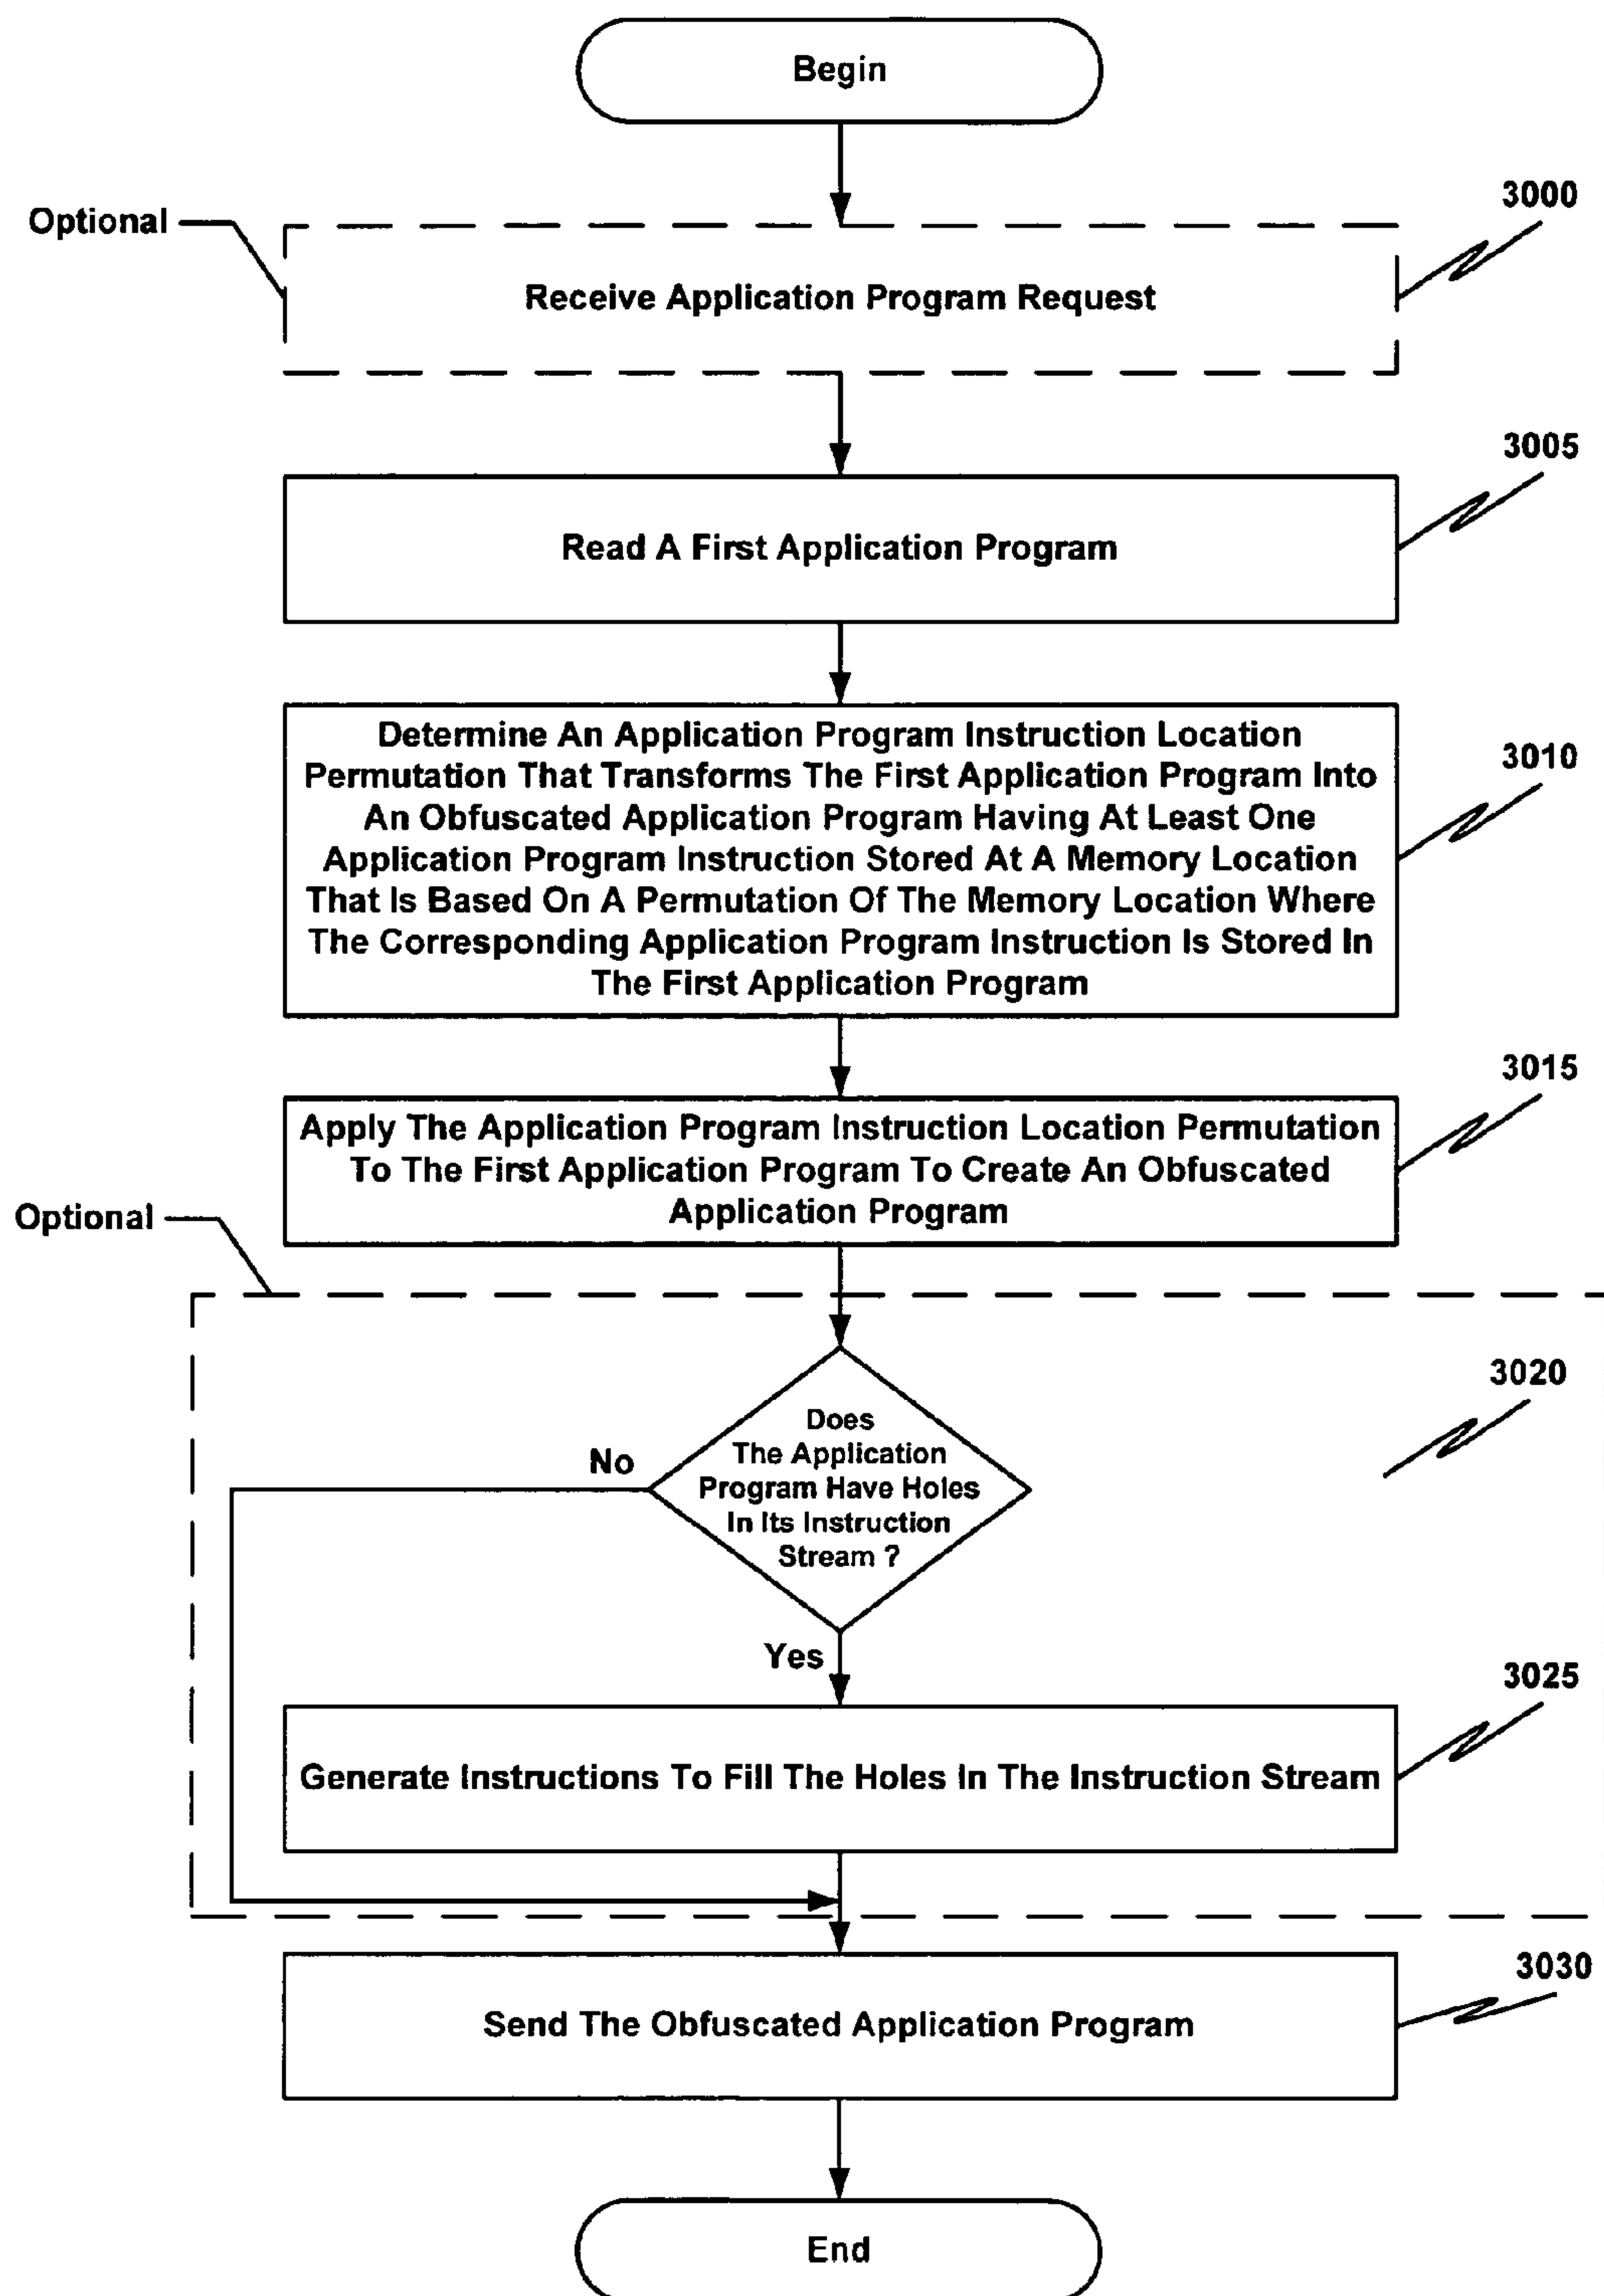 Begin
Optional
3000
Receive Application Program Request
3005
Read A First Application Program
Determine An Application Program Instruction Location
Permutation That Transforms The First Application Program Into
An Obfuscated Application Program Having At Least One
Application Program Instruction Stored At A Memory Location
That Is Based On A Permutation Of The Memory Location Where
The Corresponding Application Program Instruction Is Stored In
The First Application Program
3010
3015
Apply The Application Program Instruction Location Permutation
To The First Application Program To Create An Obfuscated
Application Program
Optional
3020
Does
The Application
Program Have Holes
In Its Instruction
Stream ?
No
Yes
3025
Generate Instructions To Fill The Holes In The Instruction Stream
3030
Send The Obfuscated Application Program
End